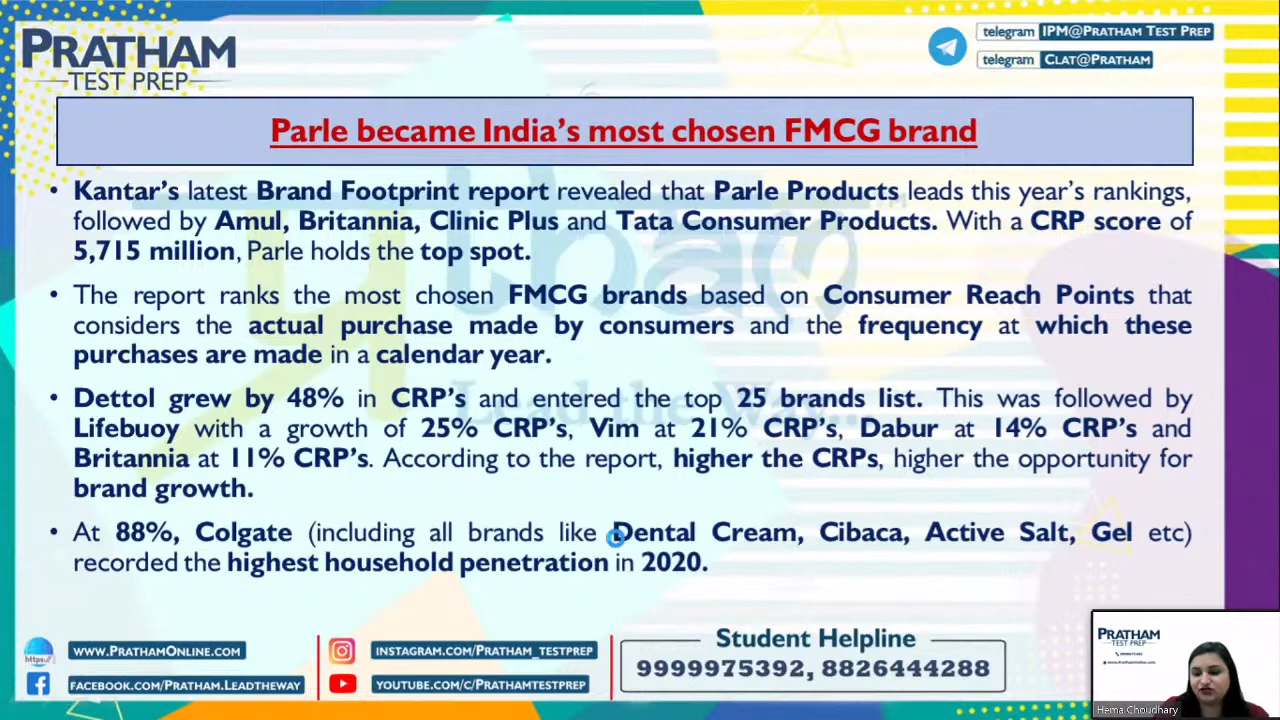 PRATHAM
TEST PREP
telegram IPM@PRATHAM TEST PREP
telegram CLAT@PRATHAM
Parle became India's most chosen FMCG brand
• Kantar's latest Brand Footprint report revealed that Parle Products leads this year's rankings,
followed by Amul, Britannia, Clinic Plus and Tata Consumer Products. With a CRP score of
5,715 million, Parle holds the top spot.
• The report ranks the most chosen FMCG brands based on Consumer Reach Points that
considers the actual purchase made by consumers and the frequency at which these
purchases are made in a calendar year.
• Dettol grew by 48% in CRP's and entered the top 25 brands list. This was followed by
Lifebuoy with a growth of 25% CRP's, Vim at 21% CRP's, Dabur at 14% CRP's and
Britannia at 11% CRP's. According to the report, higher the CRPs, higher the opportunity for
brand growth.
• At 88%, Colgate (including all brands like Dental Cream, Cibaca, Active Salt, Gel etc)
recorded the highest household penetration in 2020.
Lead the Way...
https://
WWW.PRATHAMONLINE.COM
FACEBOOK.COM/PRATHAM.LEADTHEWAY
INSTAGRAM.COM/PRATHAM_TESTPREP
YOUTUBE.COM/C/PRATHAMTESTPREP
Student Helpline
9999975392, 8826444288
PRATHAM
TEST PREP
Hema Choudhary